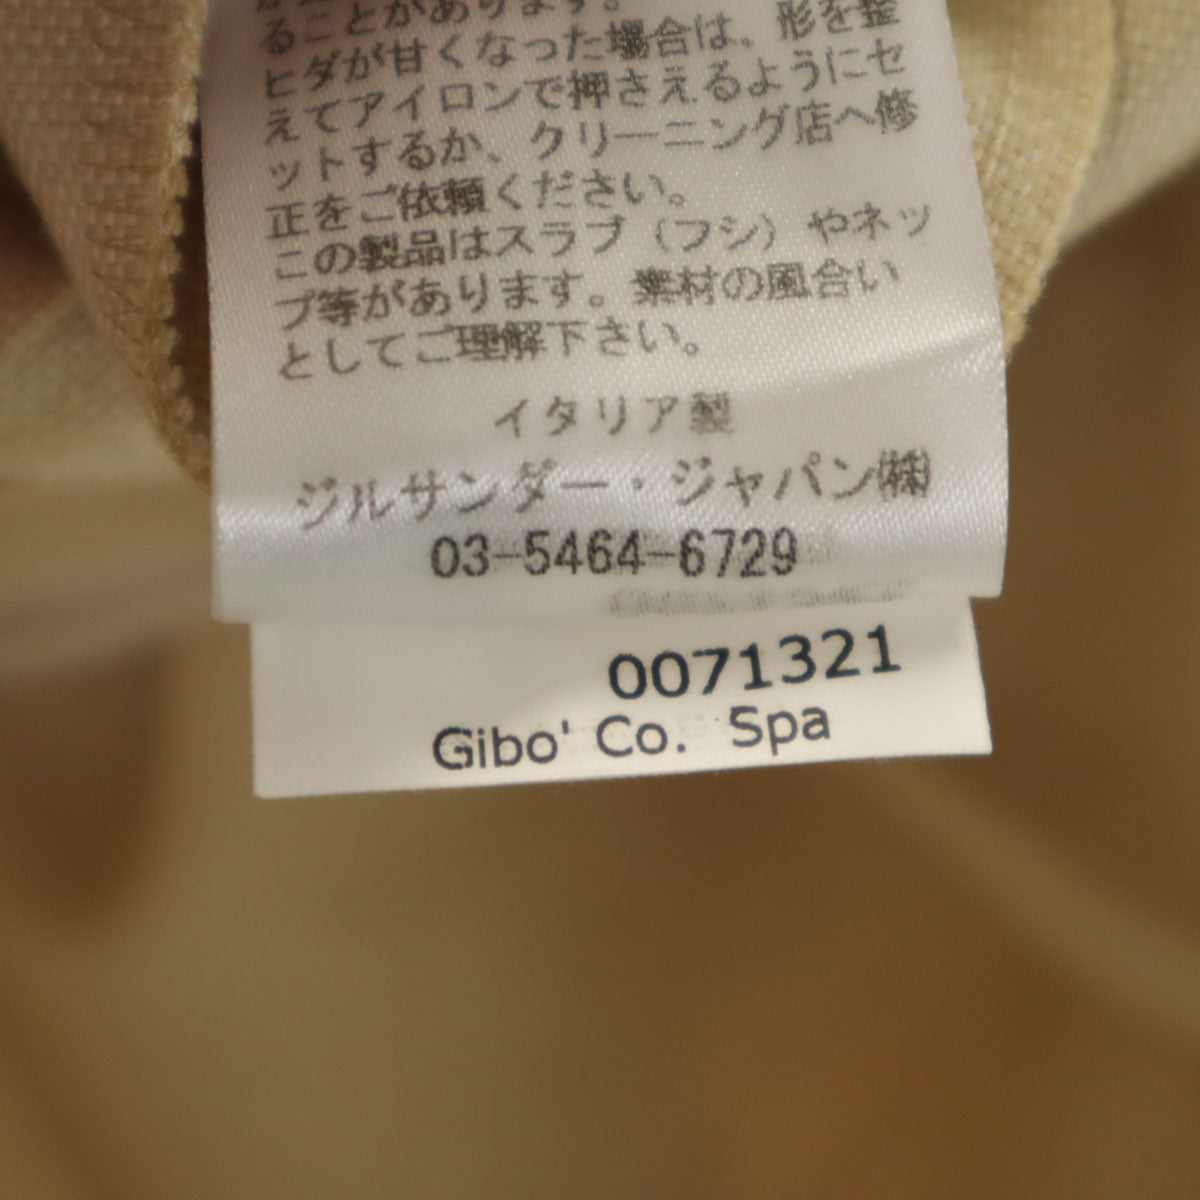 ることがあります。
ヒダが甘くなった場合は、形を整
えてアイロンで押さえるようにセ
ットするか、クリーニング店へ修
正をご依頼ください。
この製品はスラブ（フシ）やネッ
プ等があります。素材の風合い
としてご理解下さい。
イタリア製
ジルサンダー・ジャパン㈱
03-5464-6729
0071321
Gibo' Co. Spa